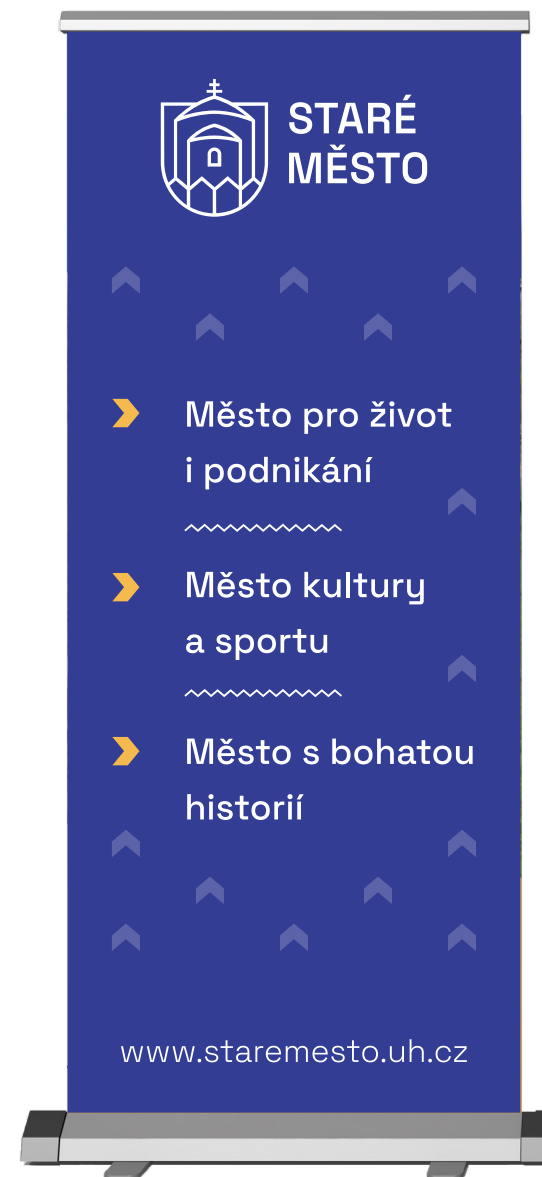 STARÉ
MĚSTO
Město pro život
i podnikání
Město kultury
a sportu
Město s bohatou
historií
www.staremesto.uh.cz